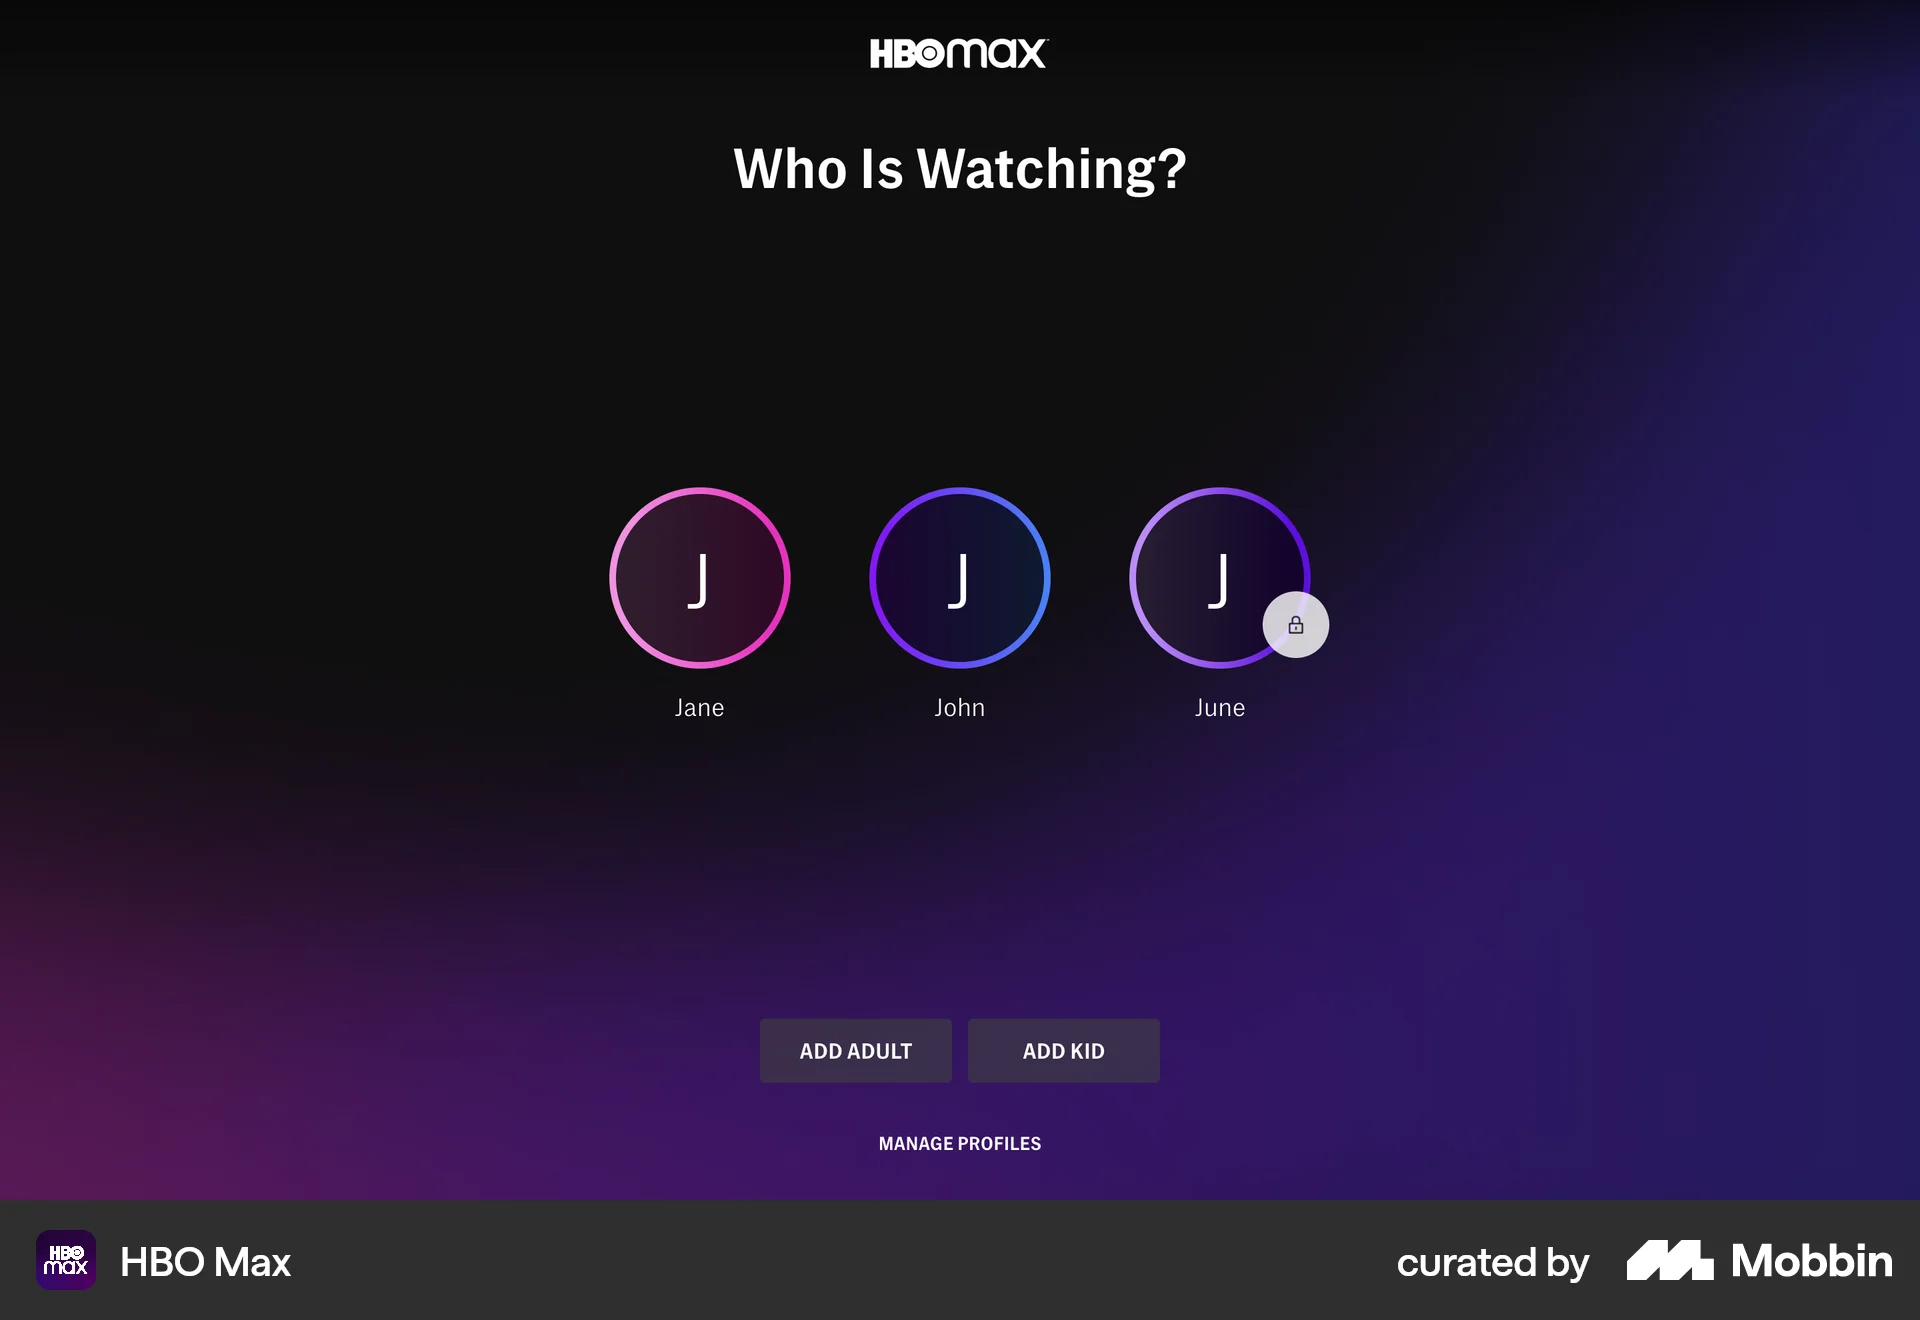 HBOmax
Who Is Watching?
J J J
Jane John June
ADD ADULT ADD KID
MANAGE PROFILES
HBO
max
HBO Max
curated by Mobbin